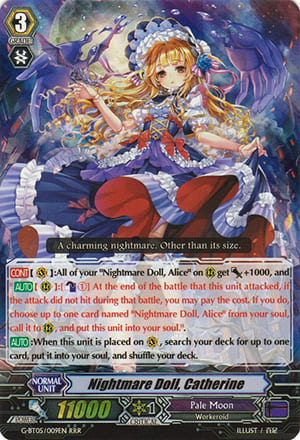 3
GRADE
A charming nightmare. Other than its size.
CONT [ ]:All of your "Nightmare Doll, Alice" on get +1000, and
AUTO [ ]:[ ① ] At the end of the battle that this unit attacked, if
the attack did not hit during that battle, you may pay the cost. If you do,
choose up to one card named "Nightmare Doll, Alice" from your soul,
call it to , and put this unit into your soul.".
AUTO :When this unit is placed on , search your deck for up to one
card, put it into your soul, and shuffle your deck.
NORMAL
UNIT
Nightmare Doll, Catherine
POWER
11000
1
CRITICAL
Pale Moon
Workeroid
G-BT05/009EN RRR
ILLUST